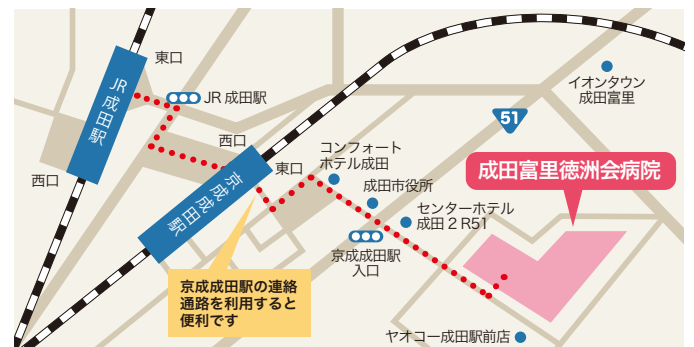 東口
JR成田駅
JR 成田駅
西口
51
イオンタウン
成田富里
西口
東口
コンフォート
ホテル成田
京成成田駅
成田市役所
成田富里徳洲会病院
センターホテル
成田２R51
京成成田駅
入口
京成成田駅の連絡
通路を利用すると
便利です
ヤオコー成田駅前店